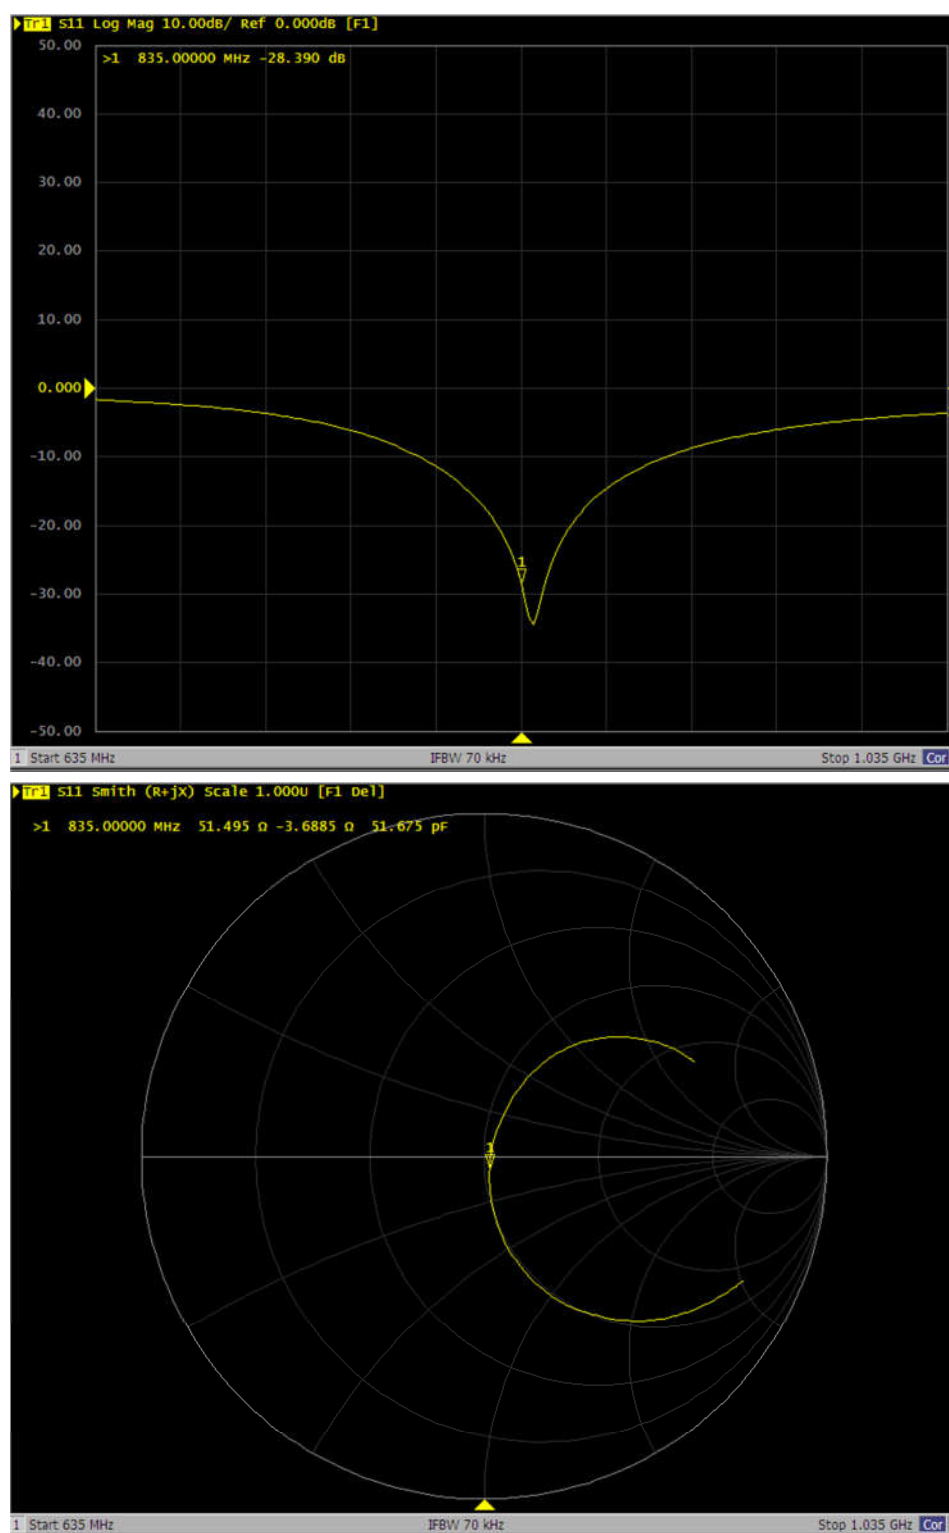 Tr1 S11 Log Mag 10.00dB/ Ref 0.000dB [F1]
50.00
>1 835.00000 MHz -28.390 dB
40.00
30.00
20.00
10.00
0.000
-10.00
-20.00
1
-30.00
-40.00
-50.00
1 Start 635 MHz IFBW 70 kHz Stop 1.035 GHz Cor
Tr1 S11 Smith (R+jX) Scale 1.000U [F1 Del]
>1 835.00000 MHz 51.495 Ω -3.6885 Ω 51.675 pF
1
1 Start 635 MHz IFBW 70 kHz Stop 1.035 GHz Cor